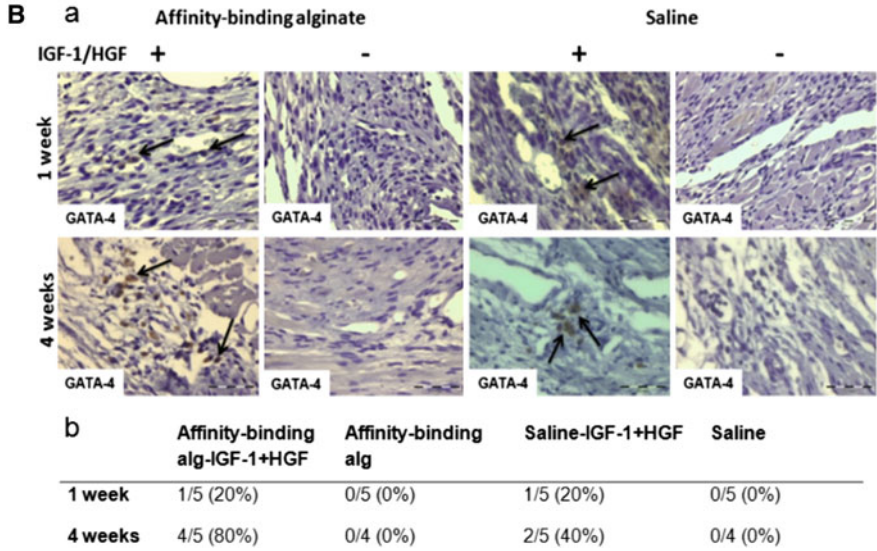 B a Affinity-binding alginate Saline
IGF-1/HGF + - + -
1 week
GATA-4 GATA-4 GATA-4 GATA-4
4 weeks
GATA-4 GATA-4 GATA-4 GATA-4
b
Affinity-binding Affinity-binding Saline-IGF-1+HGF Saline
alg-IGF-1+HGF alg
1 week 1/5 (20%) 0/5 (0%) 1/5 (20%) 0/5 (0%)
4 weeks 4/5 (80%) 0/4 (0%) 2/5 (40%) 0/4 (0%)